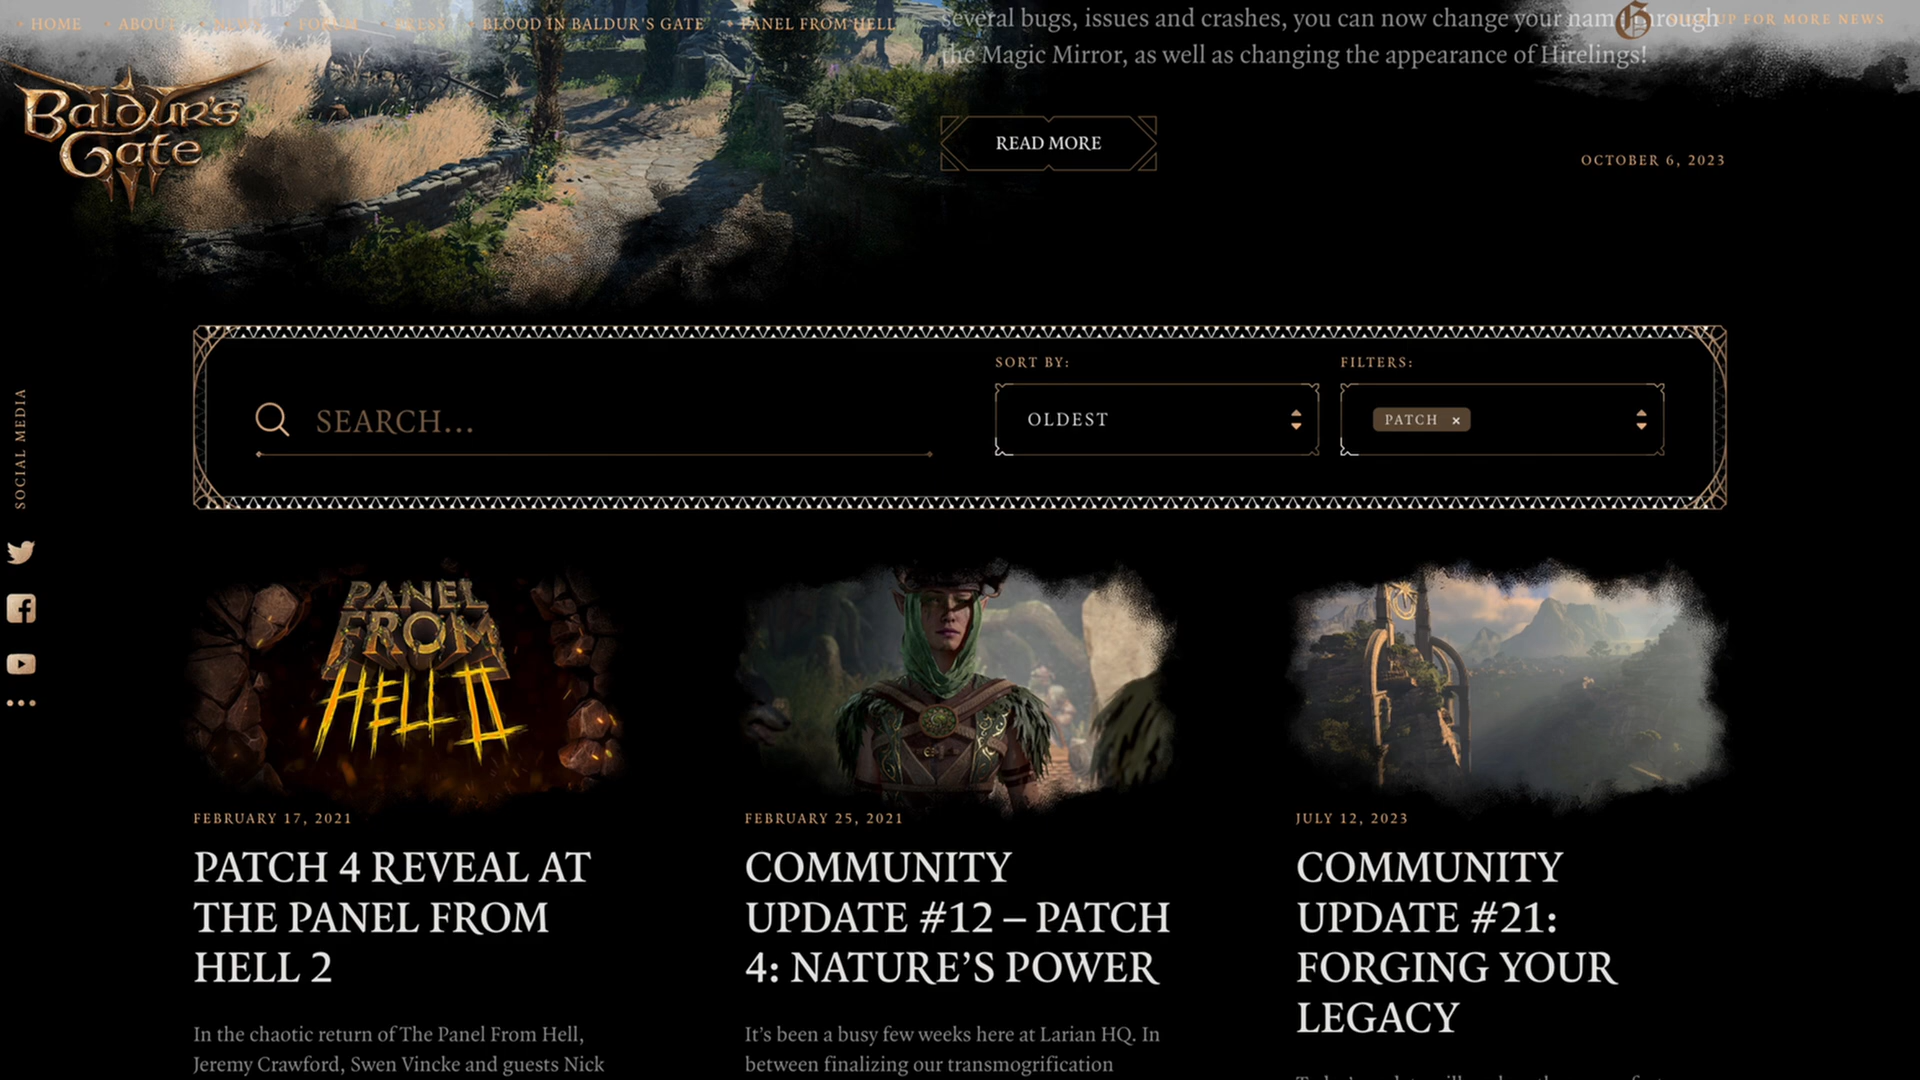 HOME
ABOUT
NEWS
FORUM
PRESS
BLOOD IN BALDUR'S GATE
PANEL FROM HELL
UP FOR MORE NEWS
several bugs, issues and crashes, you can now change your name through
the Magic Mirror, as well as changing the appearance of Hirelings!
Baldur's
Gate
READ MORE
OCTOBER 6, 2023
SORT BY:
FILTERS:
SEARCH...
OLDEST
PATCH ×
SOCIAL MEDIA
PANEL
FROM
HELL II
FEBRUARY 17, 2021
PATCH 4 REVEAL AT
THE PANEL FROM
HELL 2
In the chaotic return of The Panel From Hell,
Jeremy Crawford, Swen Vincke and guests Nick
FEBRUARY 25, 2021
COMMUNITY
UPDATE #12 – PATCH
4: NATURE’S POWER
It’s been a busy few weeks here at Larian HQ. In
between finalizing our transmogrification
JULY 12, 2023
COMMUNITY
UPDATE #21:
FORGING YOUR
LEGACY